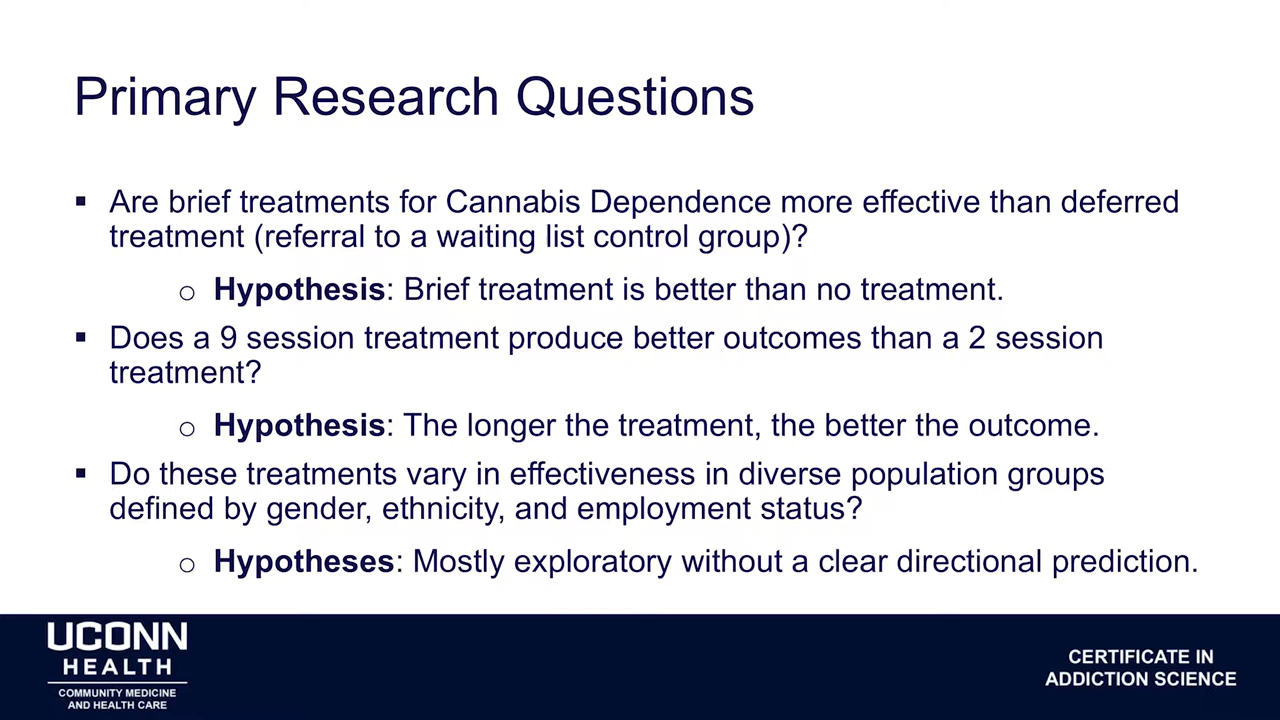 Primary Research Questions
▪ Are brief treatments for Cannabis Dependence more effective than deferred
treatment (referral to a waiting list control group)?
o Hypothesis: Brief treatment is better than no treatment.
▪ Does a 9 session treatment produce better outcomes than a 2 session
treatment?
o Hypothesis: The longer the treatment, the better the outcome.
▪ Do these treatments vary in effectiveness in diverse population groups
defined by gender, ethnicity, and employment status?
o Hypotheses: Mostly exploratory without a clear directional prediction.
UCONN
HEALTH
COMMUNITY MEDICINE
AND HEALTH CARE
CERTIFICATE IN
ADDICTION SCIENCE